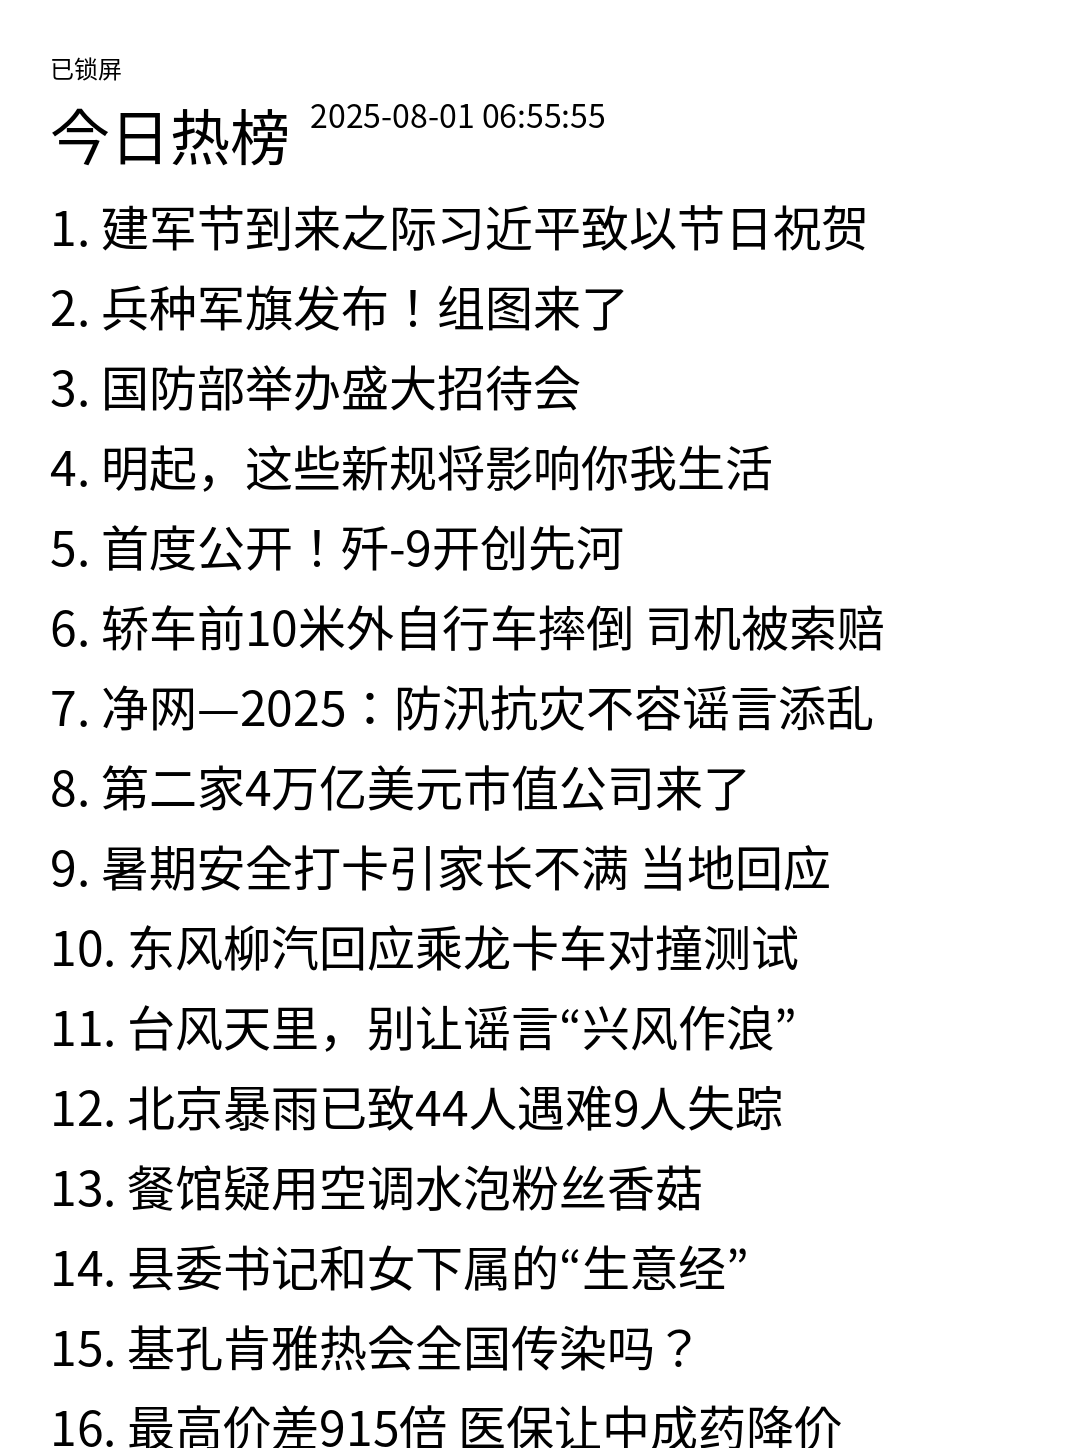 已锁屏
今日热榜 2025-08-01 06:55:55
1. 建军节到来之际习近平致以节日祝贺
2. 兵种军旗发布！组图来了
3. 国防部举办盛大招待会
4. 明起，这些新规将影响你我生活
5. 首度公开！歼-9开创先河
6. 轿车前10米外自行车摔倒 司机被索赔
7. 净网—2025：防汛抗灾不容谣言添乱
8. 第二家4万亿美元市值公司来了
9. 暑期安全打卡引家长不满 当地回应
10. 东风柳汽回应乘龙卡车对撞测试
11. 台风天里，别让谣言“兴风作浪”
12. 北京暴雨已致44人遇难9人失踪
13. 餐馆疑用空调水泡粉丝香菇
14. 县委书记和女下属的“生意经”
15. 基孔肯雅热会全国传染吗？
16. 最高价差915倍 医保让中成药降价